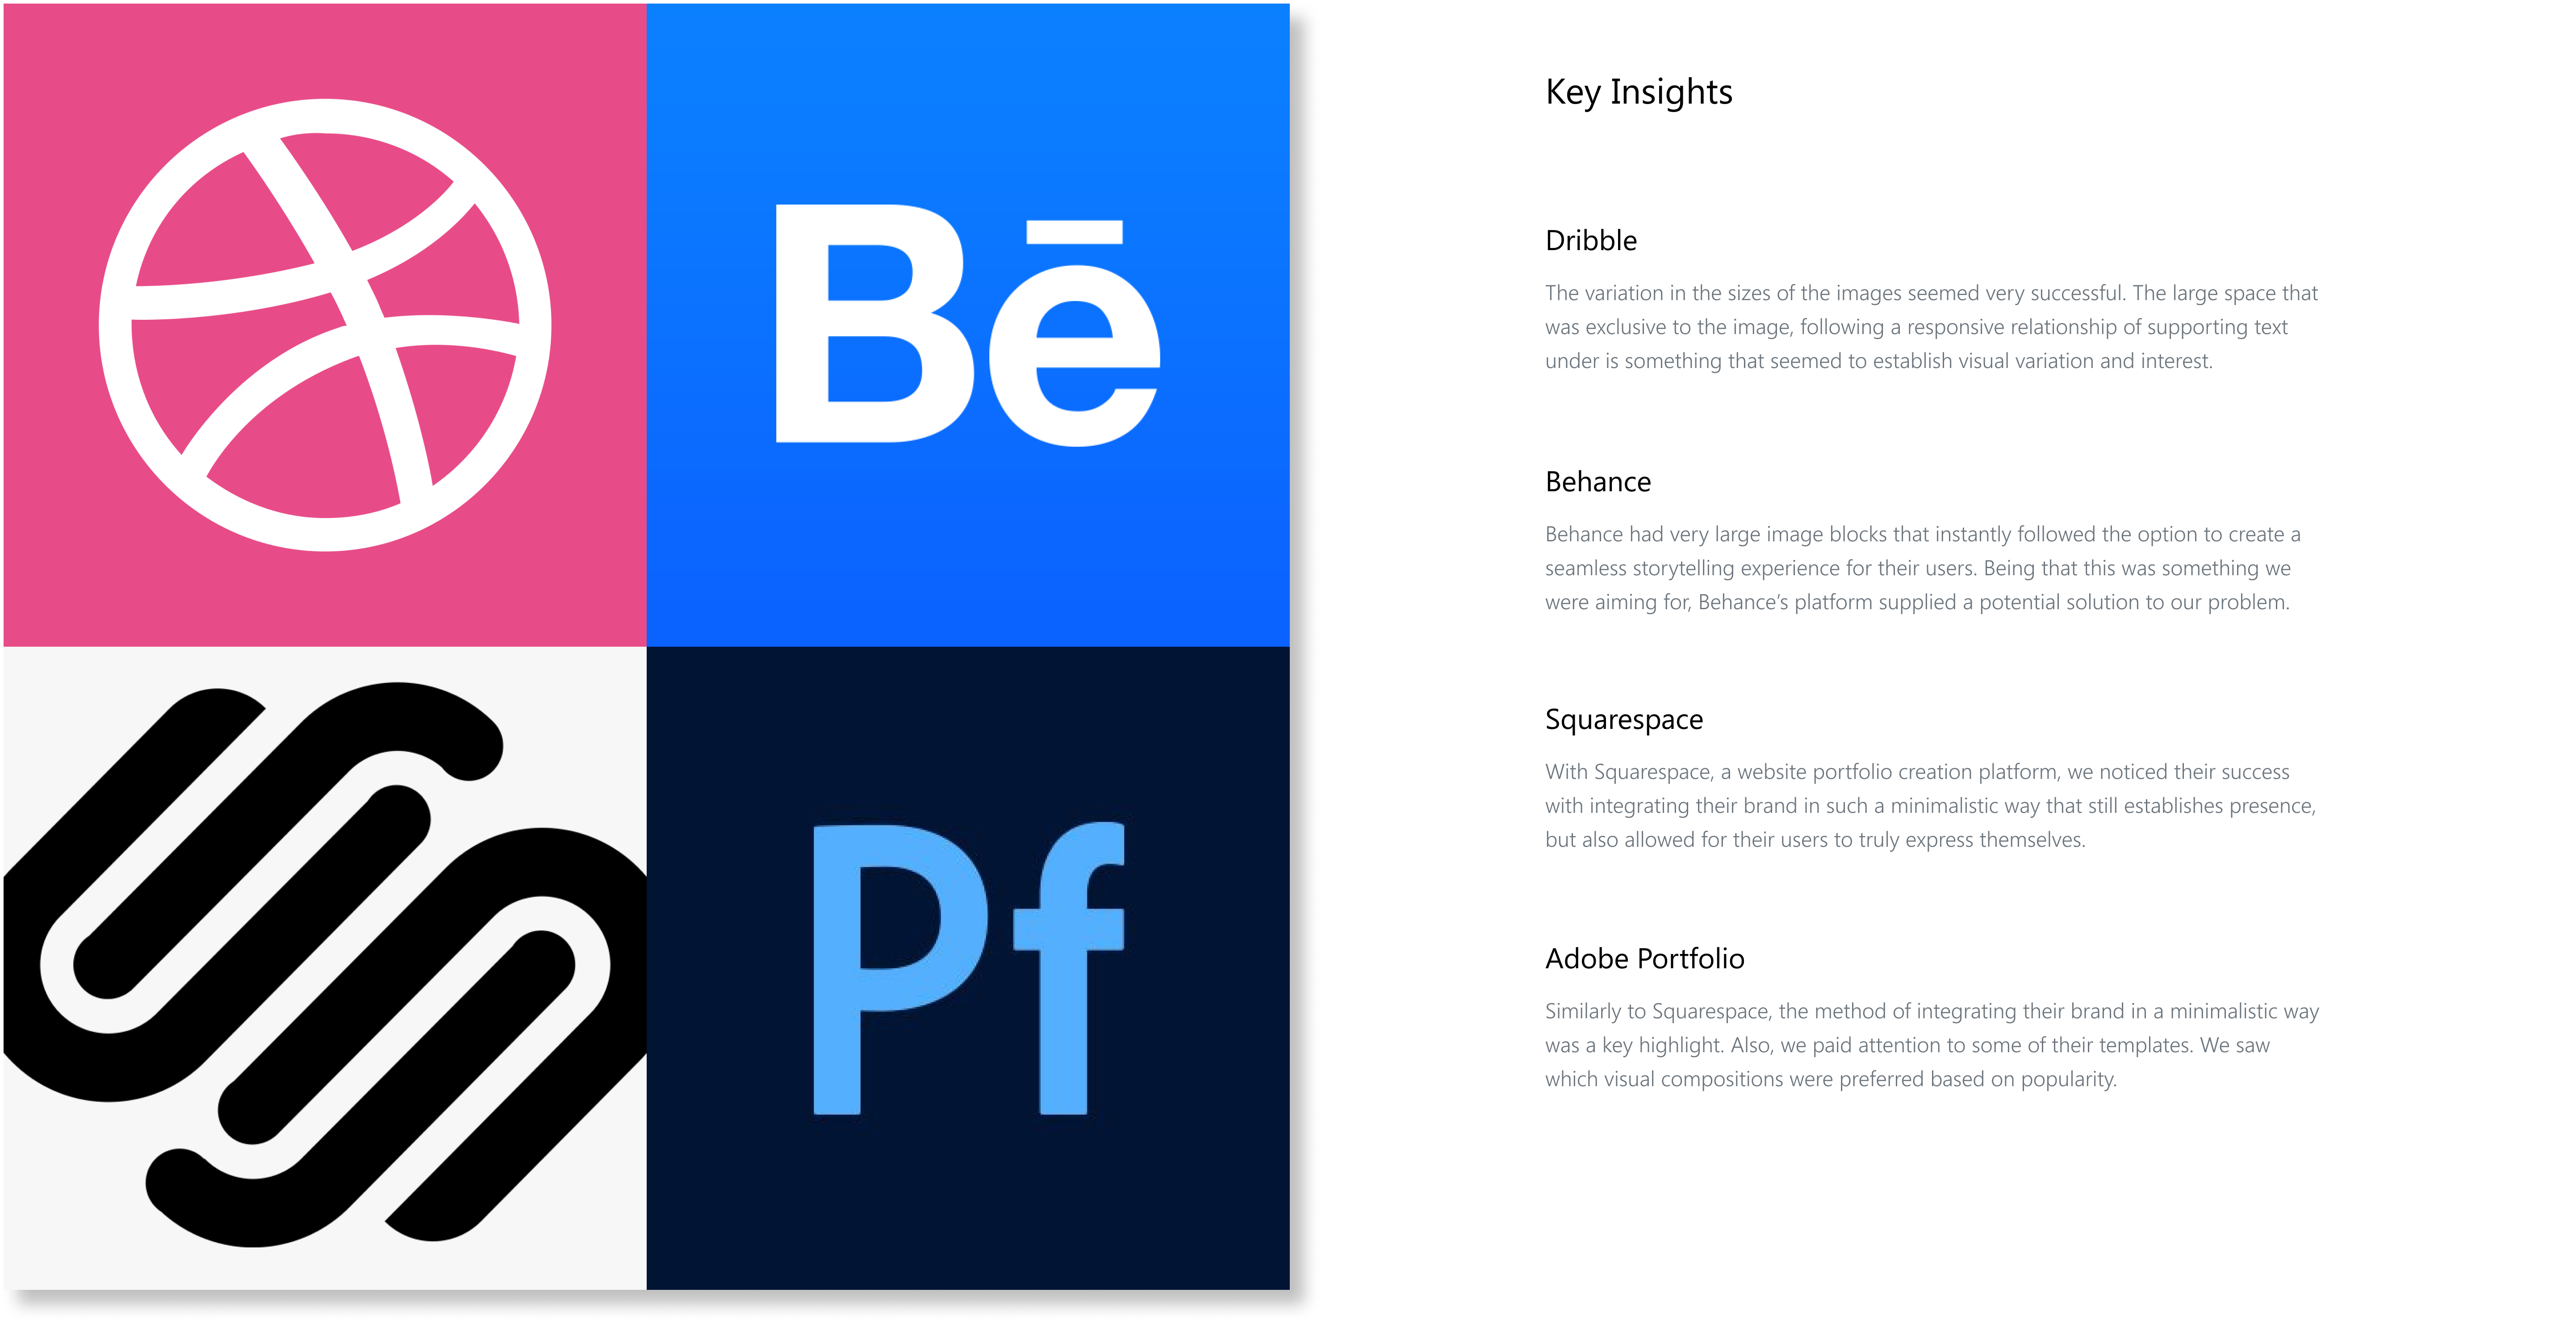 Bē
Pf
Key Insights
Dribble
The variation in the sizes of the images seemed very successful. The large space that
was exclusive to the image, following a responsive relationship of supporting text
under is something that seemed to establish visual variation and interest.
Behance
Behance had very large image blocks that instantly followed the option to create a
seamless storytelling experience for their users. Being that this was something we
were aiming for, Behance’s platform supplied a potential solution to our problem.
Squarespace
With Squarespace, a website portfolio creation platform, we noticed their success
with integrating their brand in such a minimalistic way that still establishes presence,
but also allowed for their users to truly express themselves.
Adobe Portfolio
Similarly to Squarespace, the method of integrating their brand in a minimalistic way
was a key highlight. Also, we paid attention to some of their templates. We saw
which visual compositions were preferred based on popularity.